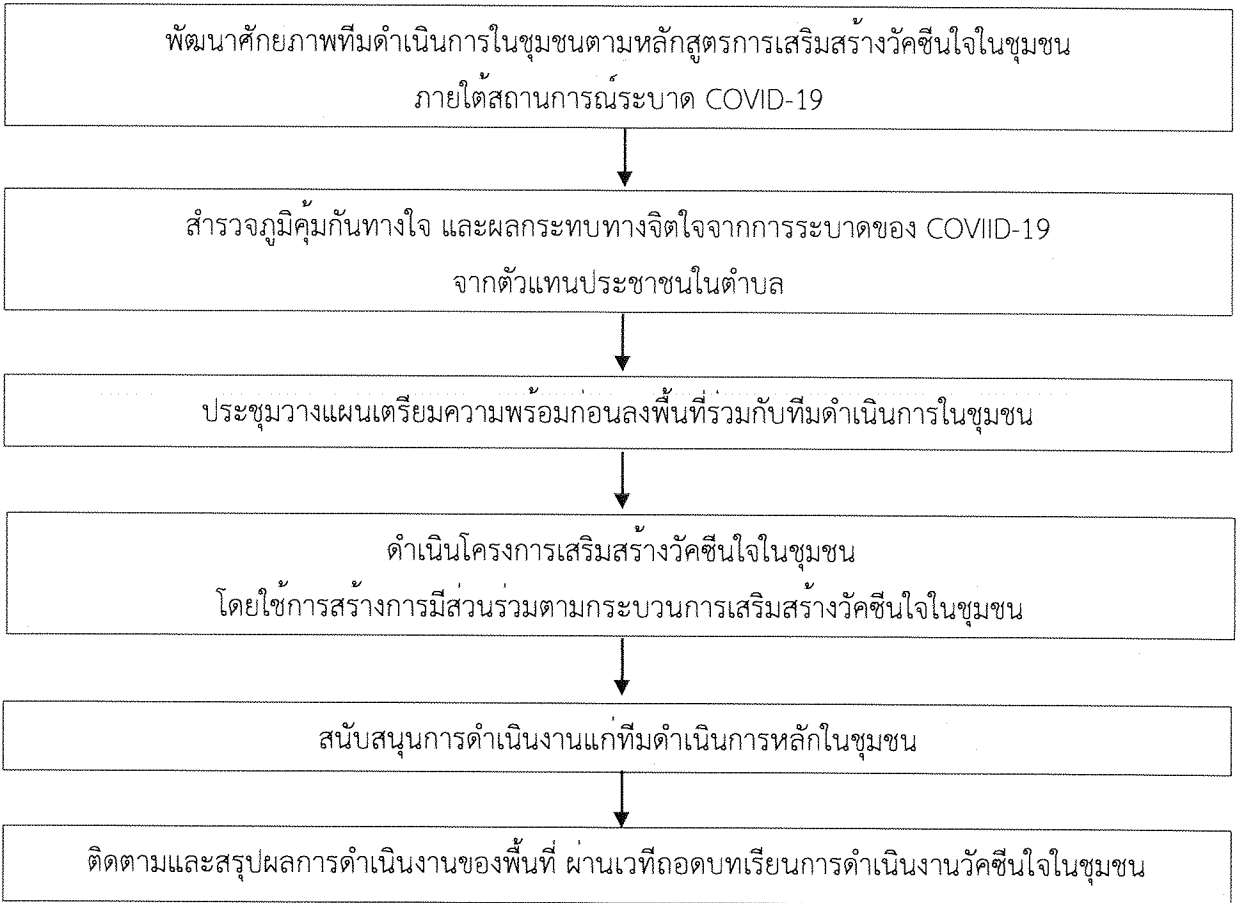 พัฒนาศักยภาพทีมดำเนินการในชุมชนตามหลักสูตรการเสริมสร้างวัคซีนใจในชุมชน
ภายใต้สถานการณ์ระบาด COVID-19
สำรวจภูมิคุ้มกันทางใจ และผลกระทบทางจิตใจจากการระบาดของ COVIID-19
จากตัวแทนประชาชนในตำบล
ประชุมวางแผนเตรียมความพร้อมก่อนลงพื้นที่ร่วมกับทีมดำเนินการในชุมชน
ดำเนินโครงการเสริมสร้างวัคซีนใจในชุมชน
โดยใช้การสร้างการมีส่วนร่วมตามกระบวนการเสริมสร้างวัคซีนใจในชุมชน
สนับสนุนการดำเนินงานแก่ทีมดำเนินการหลักในชุมชน
ติดตามและสรุปผลการดำเนินงานของพื้นที่ ผ่านเวทีถอดบทเรียนการดำเนินงานวัคซีนใจในชุมชน